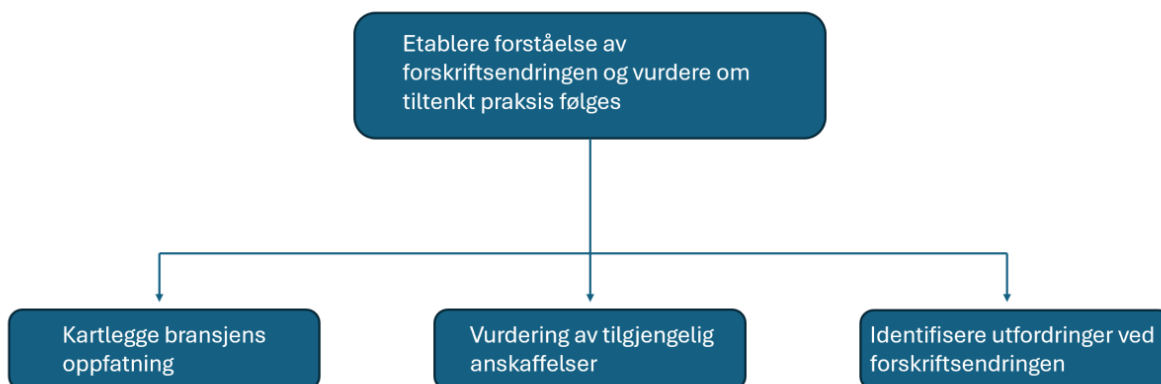 Etablere forståelse av
forskriftsendringen og vurdere om
tiltenkt praksis følges
Kartlegge bransjens
oppfatning
Vurdering av tilgjengelig
anskaffelser
Identifisere utfordringer ved
forskriftsendringen